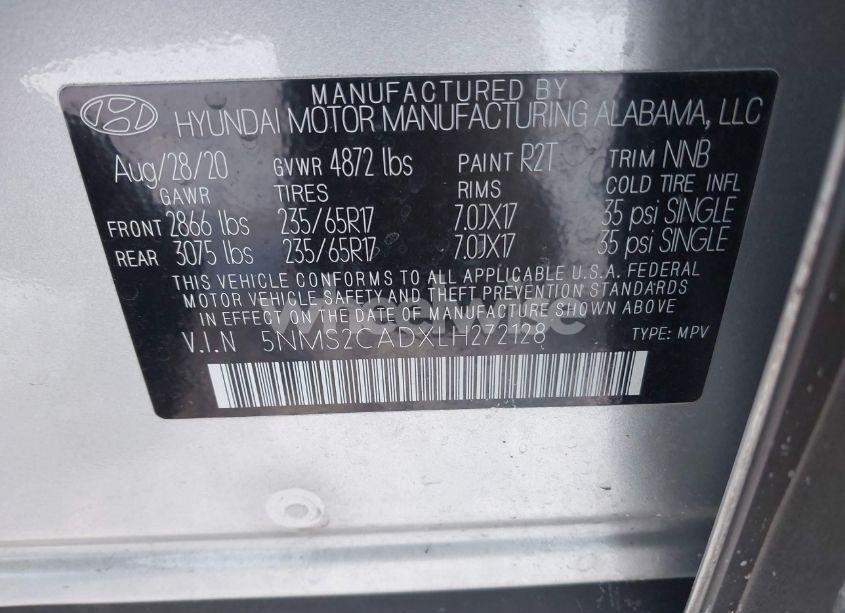 MANUFACTURED BY
HYUNDAI MOTOR MANUFACTURING ALABAMA, LLC
Aug/28/20 GVWR 4872 lbs PAINT R2T TRIM NNB
GAWR TIRES RIMS COLD TIRE INFL
FRONT 2866 lbs 235/65R17 7.0JX17 35 psi SINGLE
REAR 3075 lbs 235/65R17 7.0JX17 35 psi SINGLE
THIS VEHICLE CONFORMS TO ALL APPLICABLE U.S.A. FEDERAL
MOTOR VEHICLE SAFETY AND THEFT PREVENTION STANDARDS
IN EFFECT ON THE DATE OF MANUFACTURE SHOWN ABOVE
wheelwise
V.I.N 5NMS2CADXLH272128 TYPE: MPV